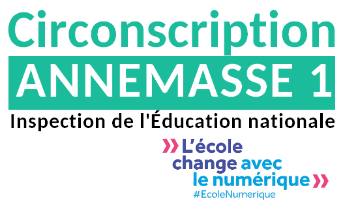 Circonscription
ANNEMASSE 1
Inspection de l'Éducation nationale
L'école
change avec
le numérique
#EcoleNumerique